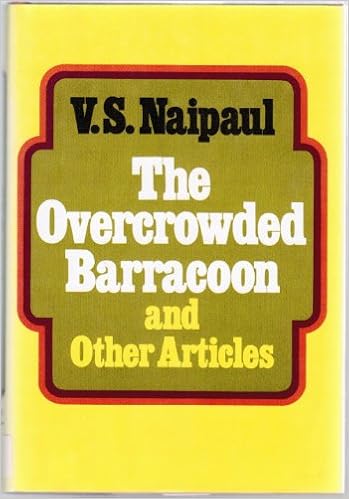 V.S. Naipaul
The
Overcrowded
Barracoon
and
Other Articles